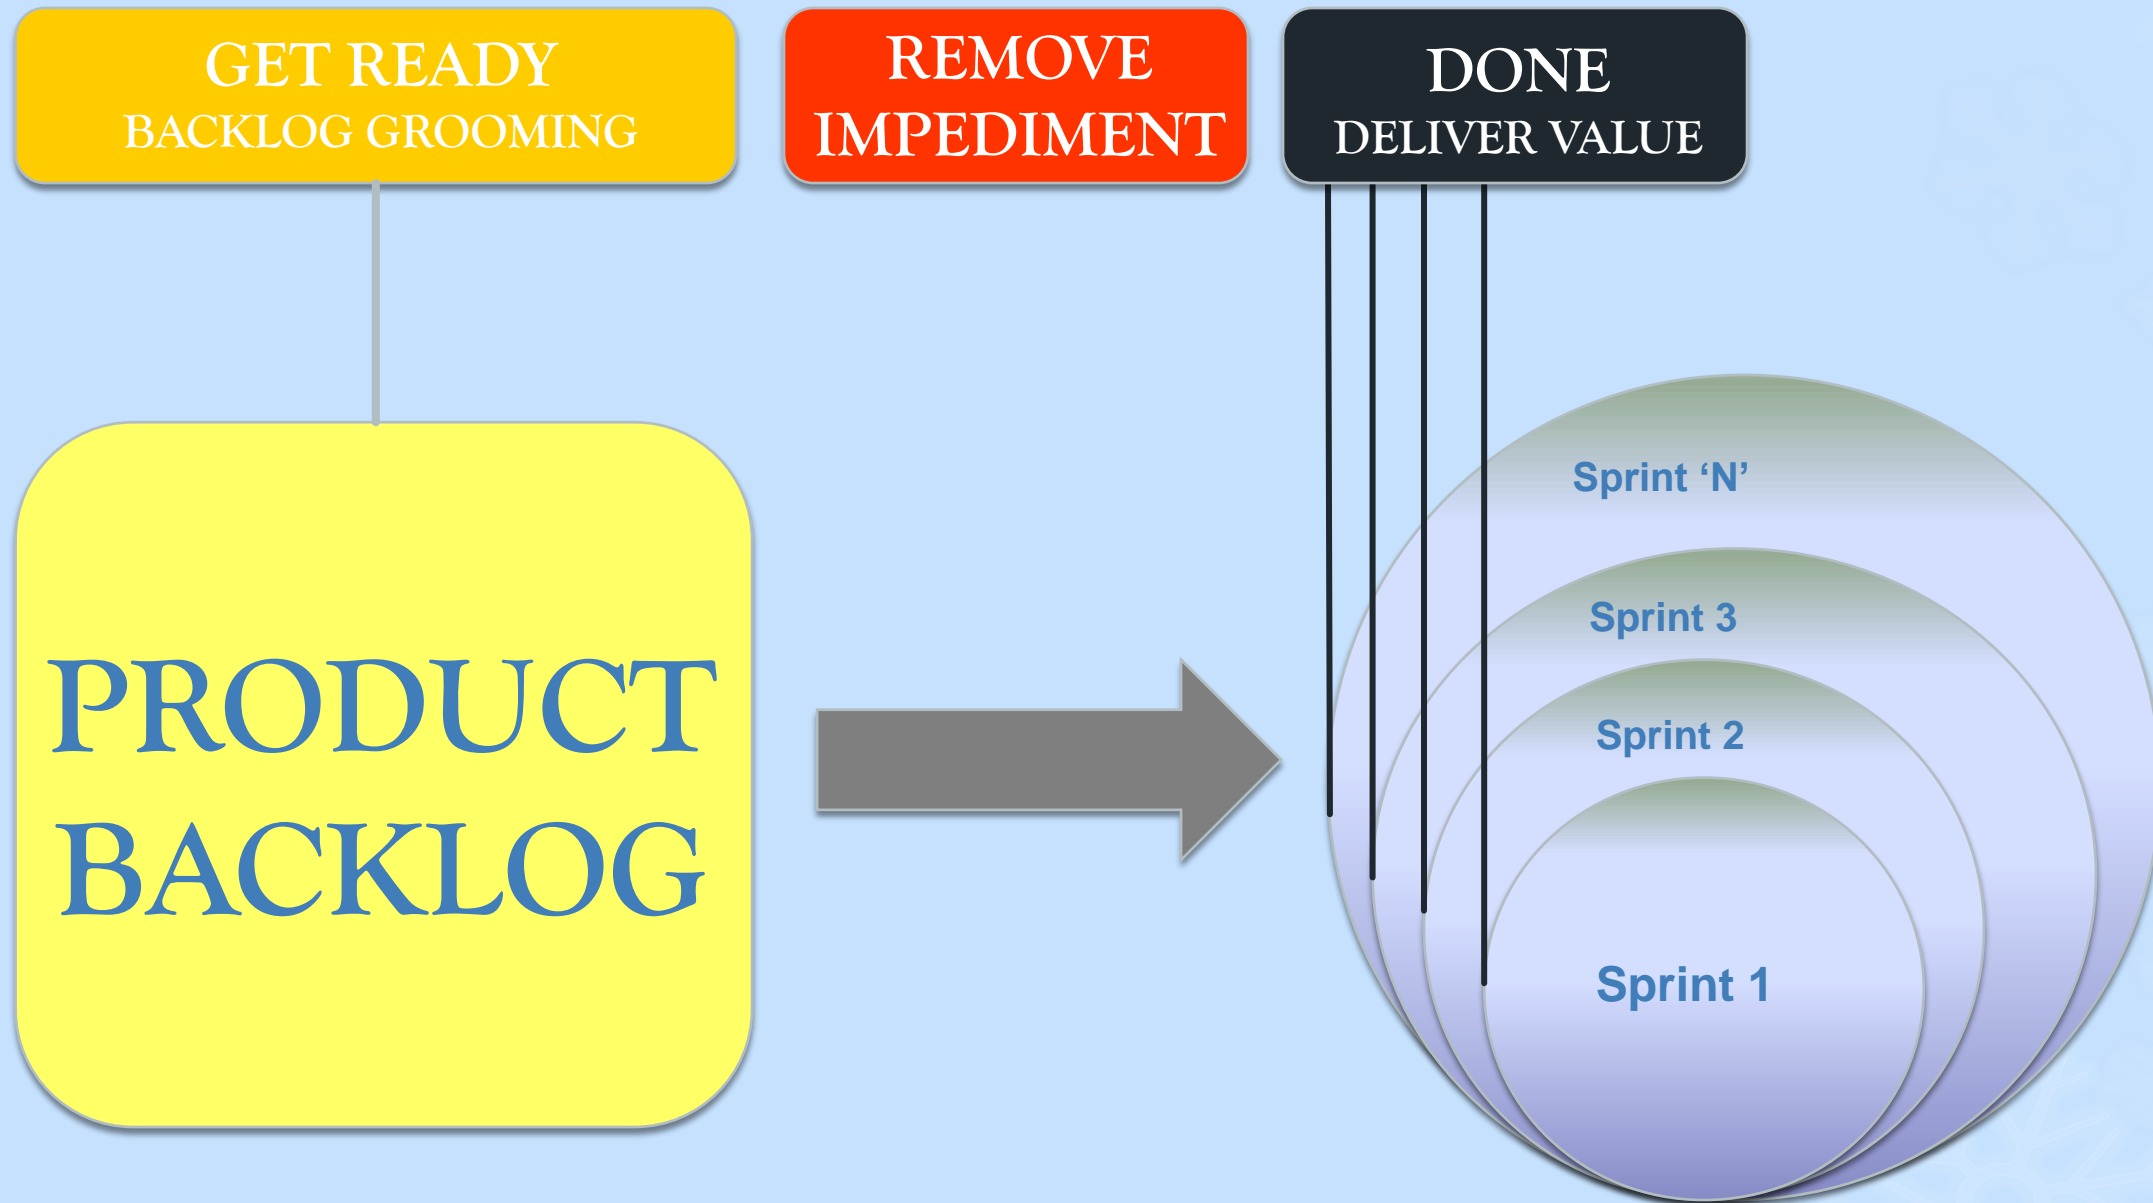 GET READY
BACKLOG GROOMING
REMOVE
IMPEDIMENT
DONE
DELIVER VALUE
PRODUCT
BACKLOG
Sprint ‘N’
Sprint 3
Sprint 2
Sprint 1